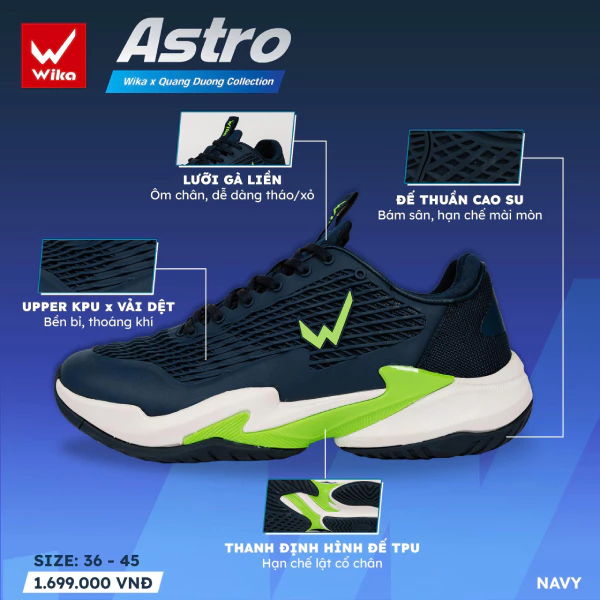 Wika
Astro
Wika x Quang Duong Collection
LƯỠI GÀ LIỀN
Ôm chân, dễ dàng tháo/xỏ
ĐẾ THUẦN CAO SU
Bám sân, hạn chế mài mòn
UPPER KPU x VẢI DỆT
Bền bỉ, thoáng khí
THANH ĐỊNH HÌNH ĐẾ TPU
Hạn chế lật cổ chân
SIZE: 36 - 45
1.699.000 VNĐ
NAVY